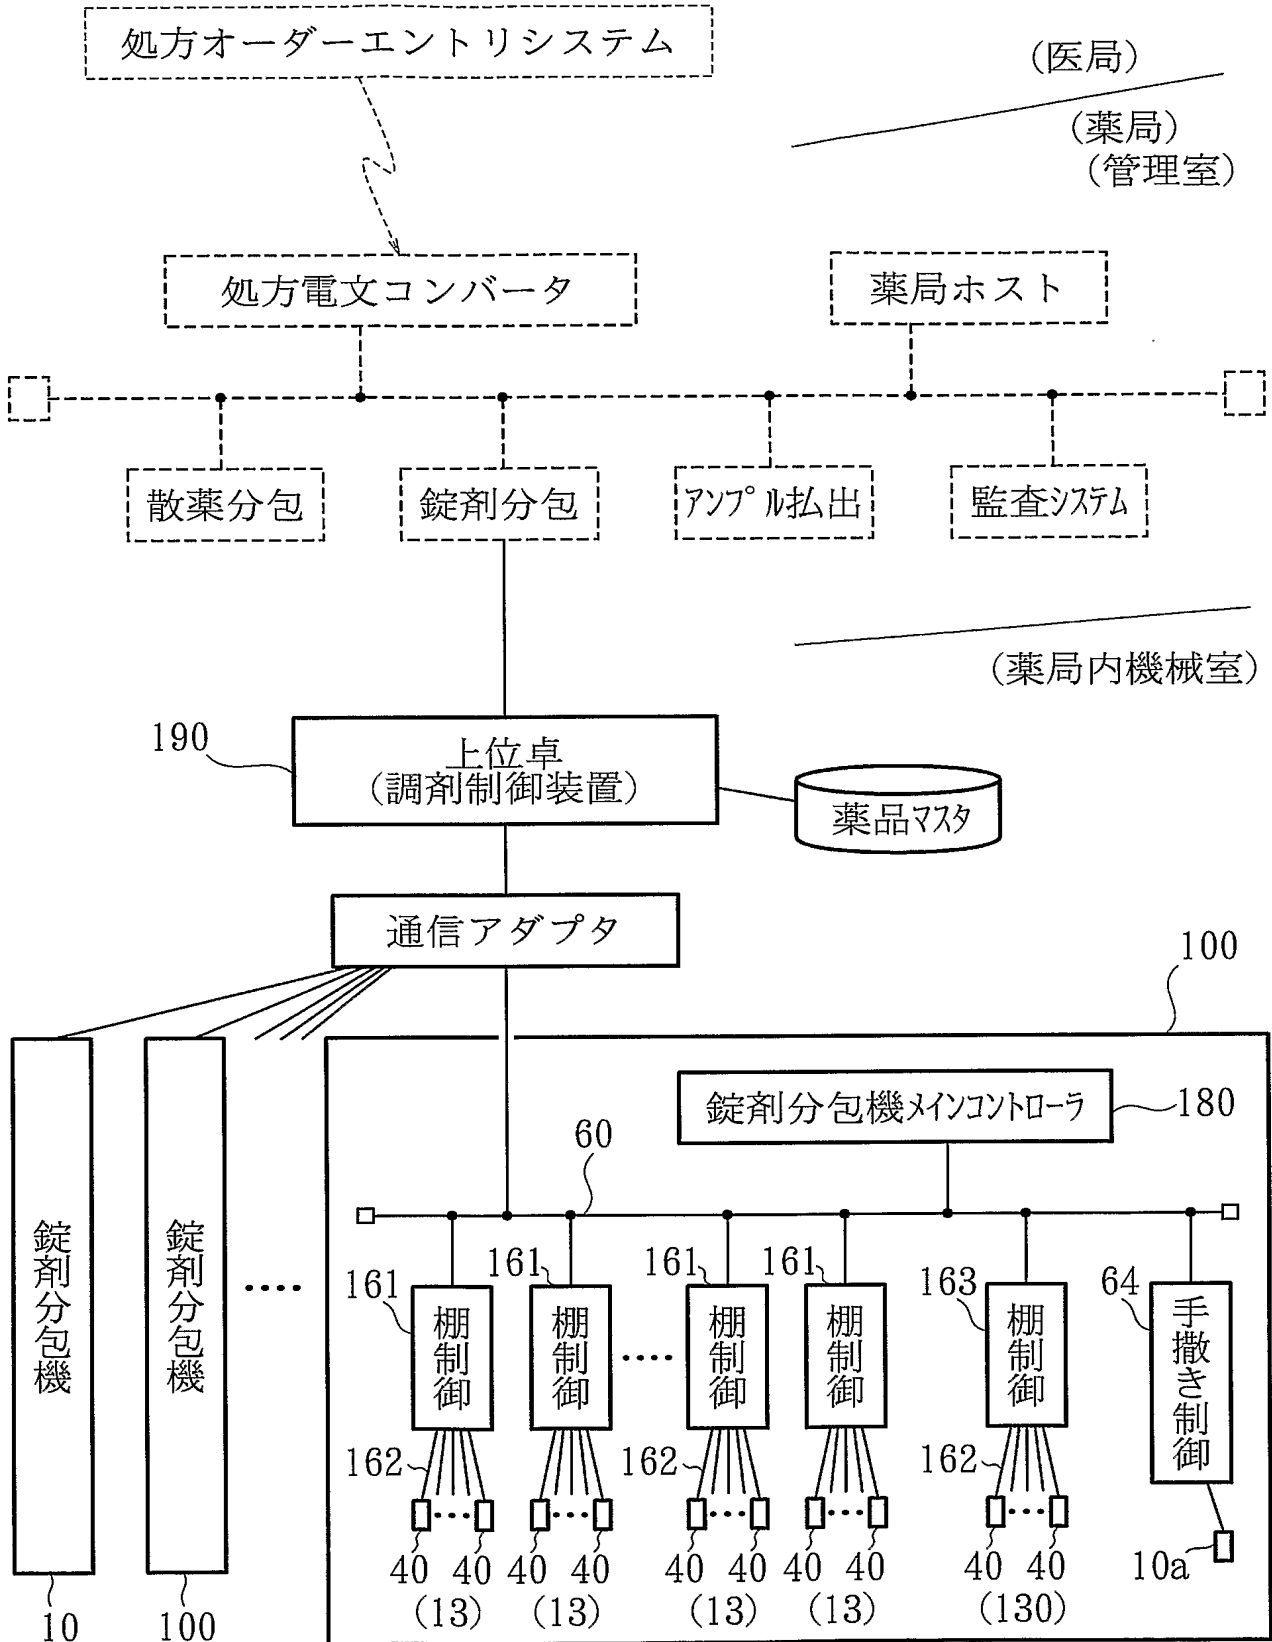 処方オーダーエントリシステム
(医局)
(薬局)
(管理室)
処方電文コンバータ
薬局ホスト
散薬分包
錠剤分包
アンプル払出
監査システム
(薬局内機械室)
190
上位卓
(調剤制御装置)
薬品マスタ
通信アダプタ
100
錠剤分包機メインコントローラ
180
60
錠剤分包機
錠剤分包機
161
161
161
161
163
64
棚制御
棚制御
棚制御
棚制御
棚制御
手撒き制御
162
162
162
40 40 40 40 40 40 40 40 40 40
10a
(13) (13) (13) (13) (130)
10
100